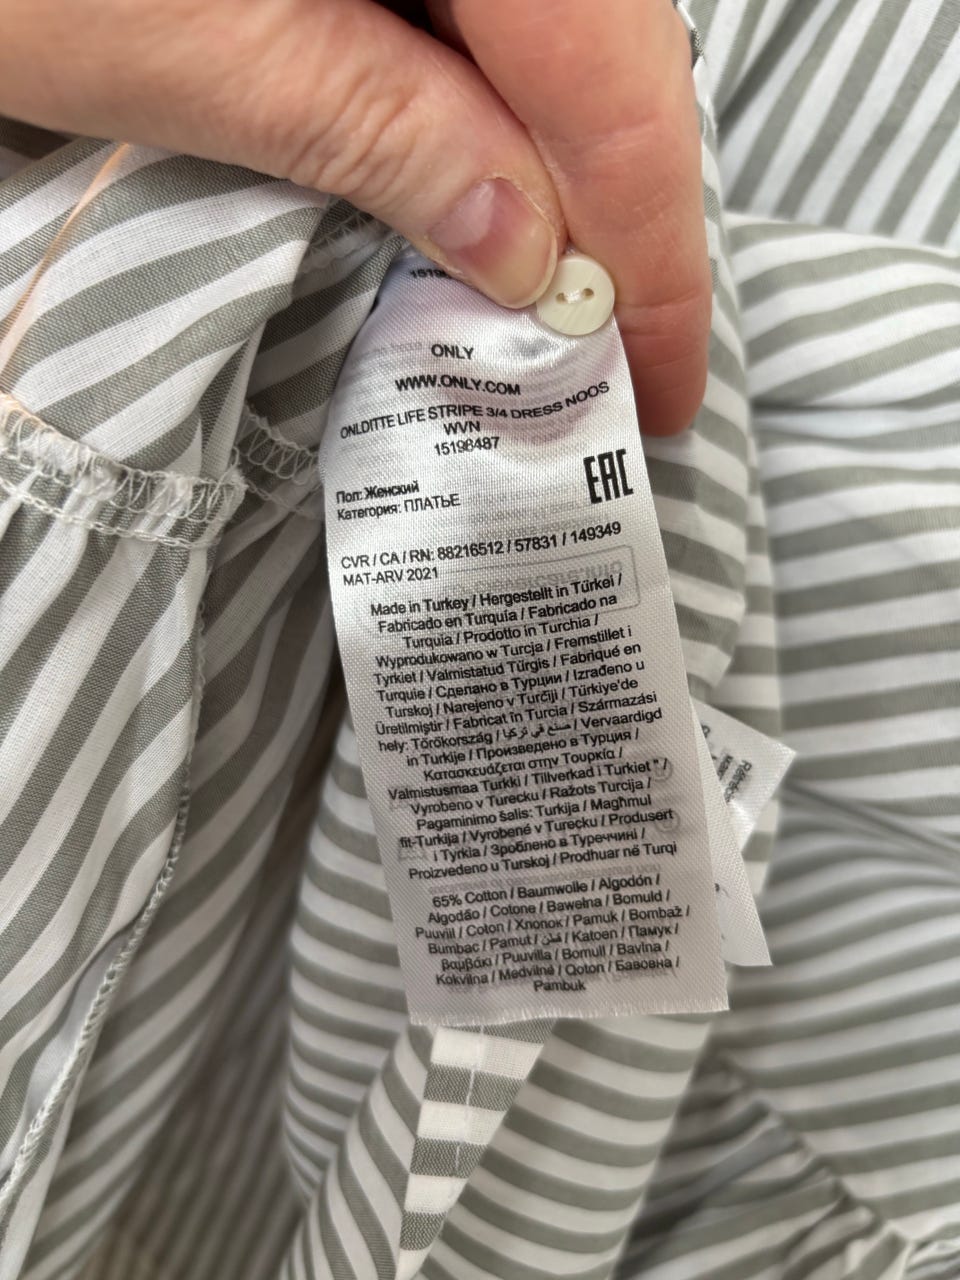 ONLY
WWW.ONLY.COM
ONLDITTE LIFE STRIPE 3/4 DRESS NOOS
WVN
15198487
EAC
Пол: Женский
Категория: ПЛАТЬЕ
CVR / CA / RN: 88216512 / 57831 / 149349
MAT-ARV 2021
Made in Turkey / Hergestellt in Türkei /
Fabricado en Turquía / Fabricado na
Turquia / Prodotto in Turchia /
Wyprodukowano w Turcja / Fremstillet i
Tyrkiet / Valmistatud Türgis / Fabriqué en
Turquie / Сделано в Турции / Izrađeno u
Turskoj / Narejeno v Turčiji / Türkiye'de
Üretilmiştir / Fabricat în Turcia / Származási
hely: Törökország / صنع في تركيا / Vervaardigd
in Turkije / Произведено в Турция /
Κατασκευάζεται στην Τουρκία /
Valmistusmaa Turkki / Tillverkad i Turkiet " /
Vyrobeno v Turecku / Ražots Turcija /
Pagaminimo šalis: Turkija / Magħmul
fit-Turkija / Vyrobené v Turecku / Produsert
i Tyrkia / Зроблено в Туреччині /
Proizvedeno u Turskoj / Prodhuar në Turqi
65% Cotton / Baumwolle / Algodón /
Algodão / Cotone / Bawełna / Bomuld /
Puuvill / Coton / Хлопок / Pamuk / Bombaž /
Bumbac / Pamut / قطن / Katoen / Памук /
βαμβάκι / Puuvilla / Bomull / Bavlna /
Kokvilna / Medvilnė / Qoton / Бавовна /
Pambuk